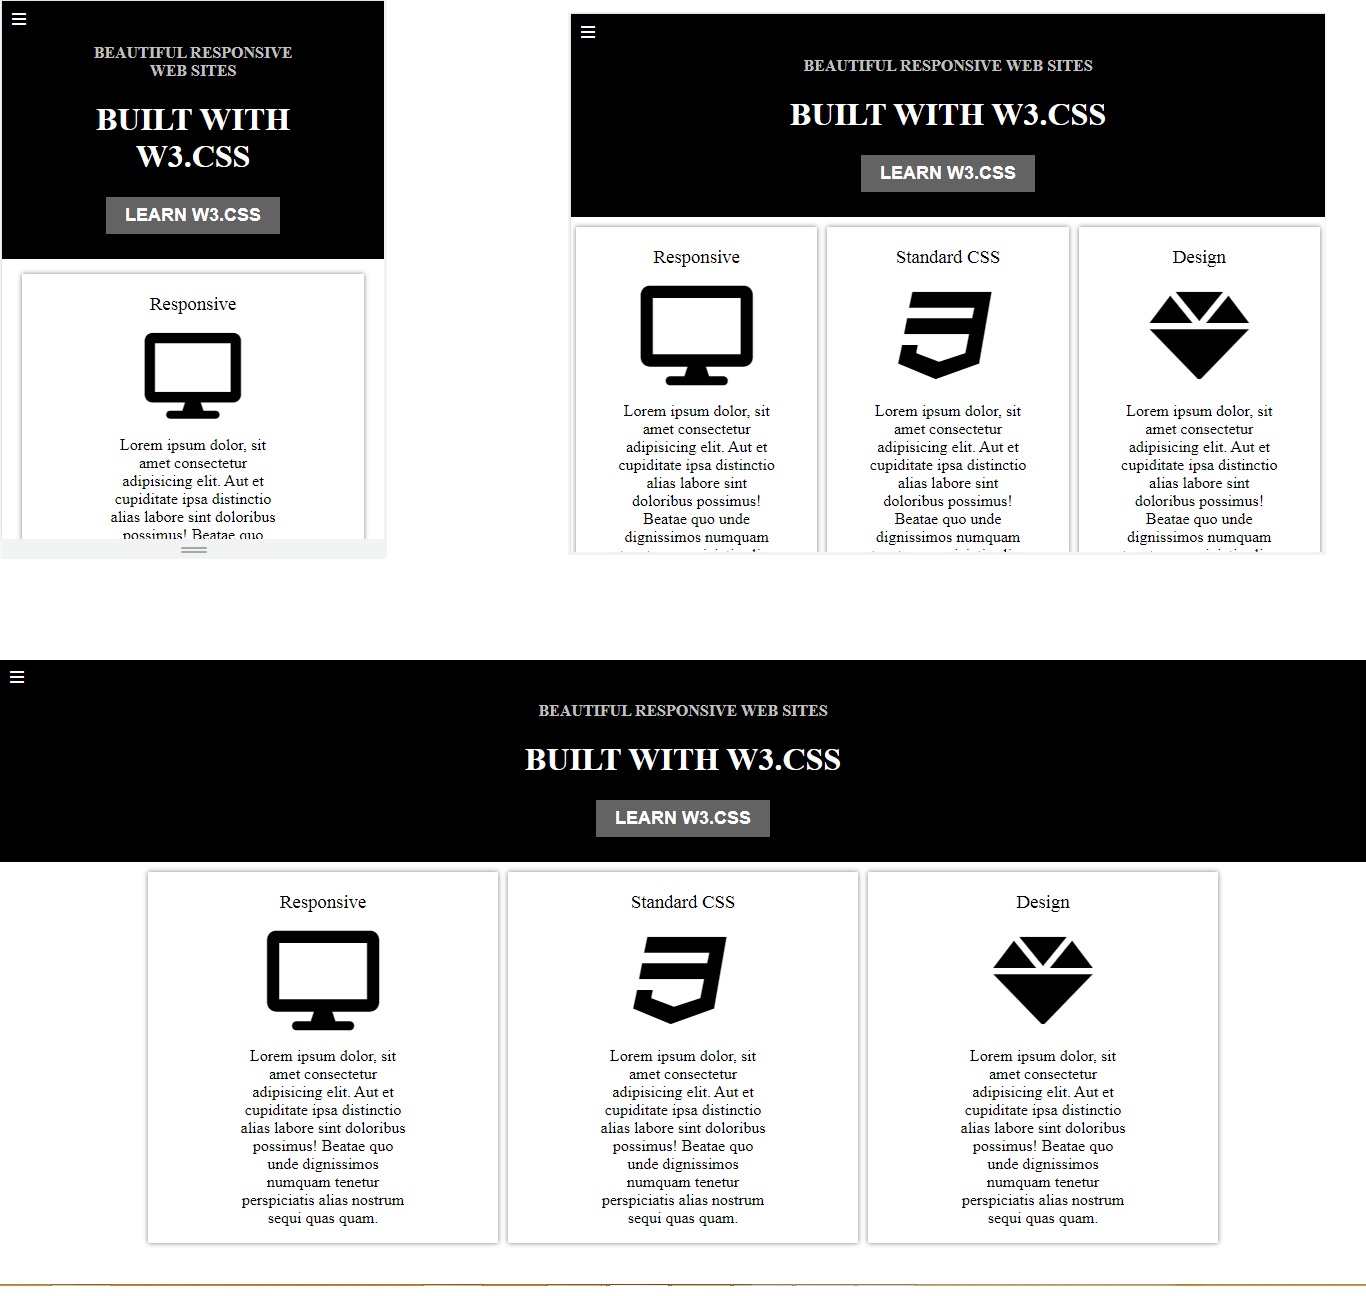 BEAUTIFUL RESPONSIVE
WEB SITES
BUILT WITH
W3.CSS
LEARN W3.CSS
Responsive
Lorem ipsum dolor, sit
amet consectetur
adipisicing elit. Aut et
cupiditate ipsa distinctio
alias labore sint doloribus
possimus! Beatae quo
BEAUTIFUL RESPONSIVE WEB SITES
BUILT WITH W3.CSS
LEARN W3.CSS
Responsive
Lorem ipsum dolor, sit
amet consectetur
adipisicing elit. Aut et
cupiditate ipsa distinctio
alias labore sint
doloribus possimus!
Beatae quo unde
dignissimos numquam
Standard CSS
Lorem ipsum dolor, sit
amet consectetur
adipisicing elit. Aut et
cupiditate ipsa distinctio
alias labore sint
doloribus possimus!
Beatae quo unde
dignissimos numquam
Design
Lorem ipsum dolor, sit
amet consectetur
adipisicing elit. Aut et
cupiditate ipsa distinctio
alias labore sint
doloribus possimus!
Beatae quo unde
dignissimos numquam
BEAUTIFUL RESPONSIVE WEB SITES
BUILT WITH W3.CSS
LEARN W3.CSS
Responsive
Lorem ipsum dolor, sit
amet consectetur
adipisicing elit. Aut et
cupiditate ipsa distinctio
alias labore sint doloribus
possimus! Beatae quo
unde dignissimos
numquam tenetur
perspiciatis alias nostrum
sequi quas quam.
Standard CSS
Lorem ipsum dolor, sit
amet consectetur
adipisicing elit. Aut et
cupiditate ipsa distinctio
alias labore sint doloribus
possimus! Beatae quo
unde dignissimos
numquam tenetur
perspiciatis alias nostrum
sequi quas quam.
Design
Lorem ipsum dolor, sit
amet consectetur
adipisicing elit. Aut et
cupiditate ipsa distinctio
alias labore sint doloribus
possimus! Beatae quo
unde dignissimos
numquam tenetur
perspiciatis alias nostrum
sequi quas quam.